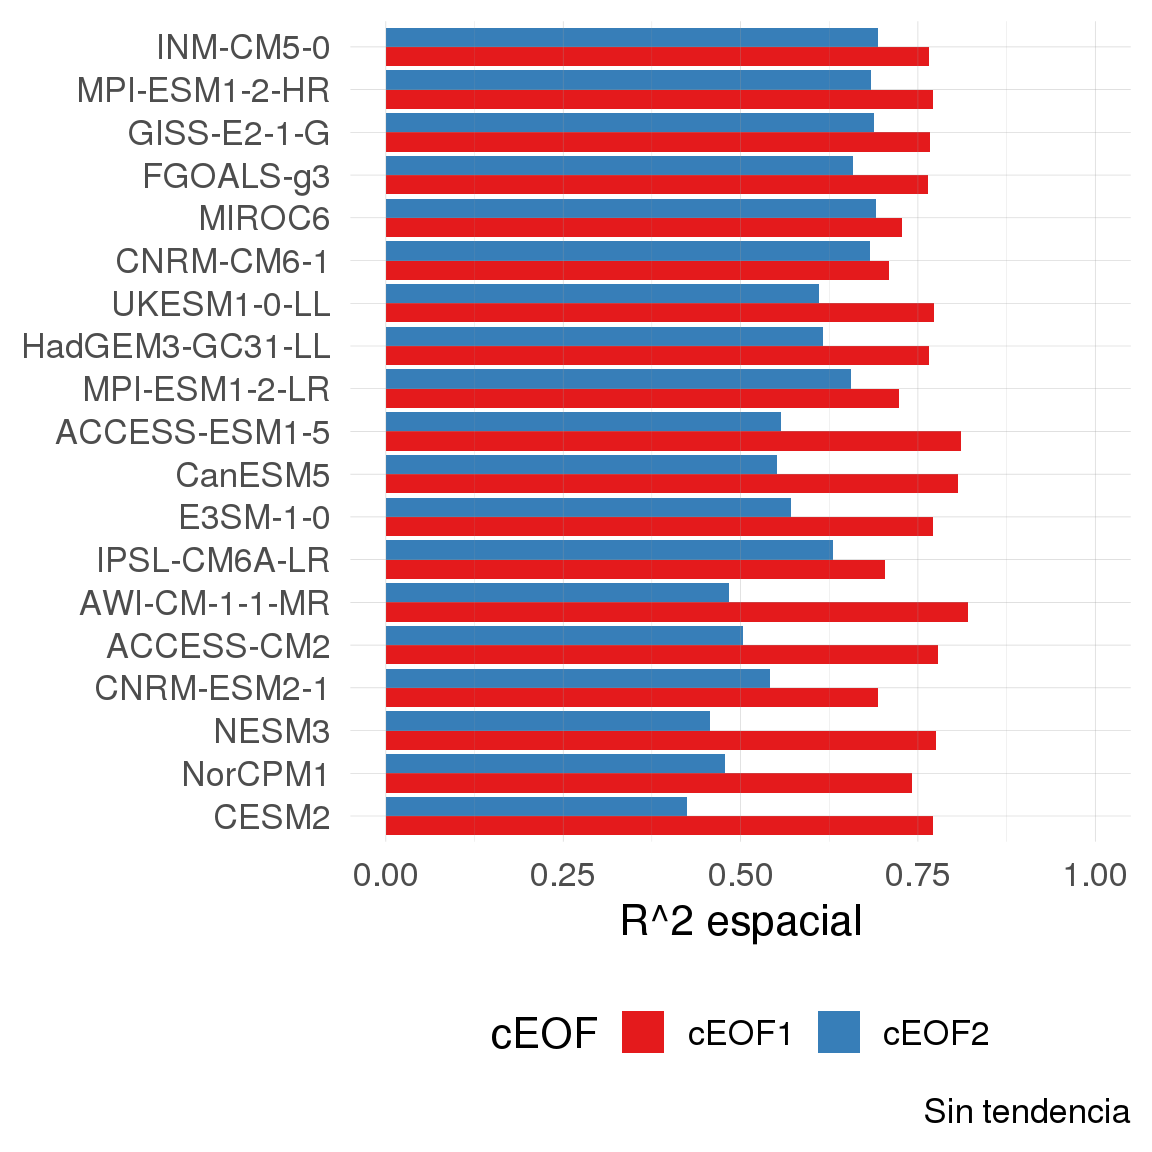 INM-CM5-0
MPI-ESM1-2-HR
GISS-E2-1-G
FGOALS-g3
MIROC6
CNRM-CM6-1
UKESM1-0-LL
HadGEM3-GC31-LL
MPI-ESM1-2-LR
ACCESS-ESM1-5
CanESM5
E3SM-1-0
IPSL-CM6A-LR
AWI-CM-1-1-MR
ACCESS-CM2
CNRM-ESM2-1
NESM3
NorCPM1
CESM2
0.00 0.25 0.50 0.75 1.00
R^2 espacial
cEOF cEOF1 cEOF2
Sin tendencia